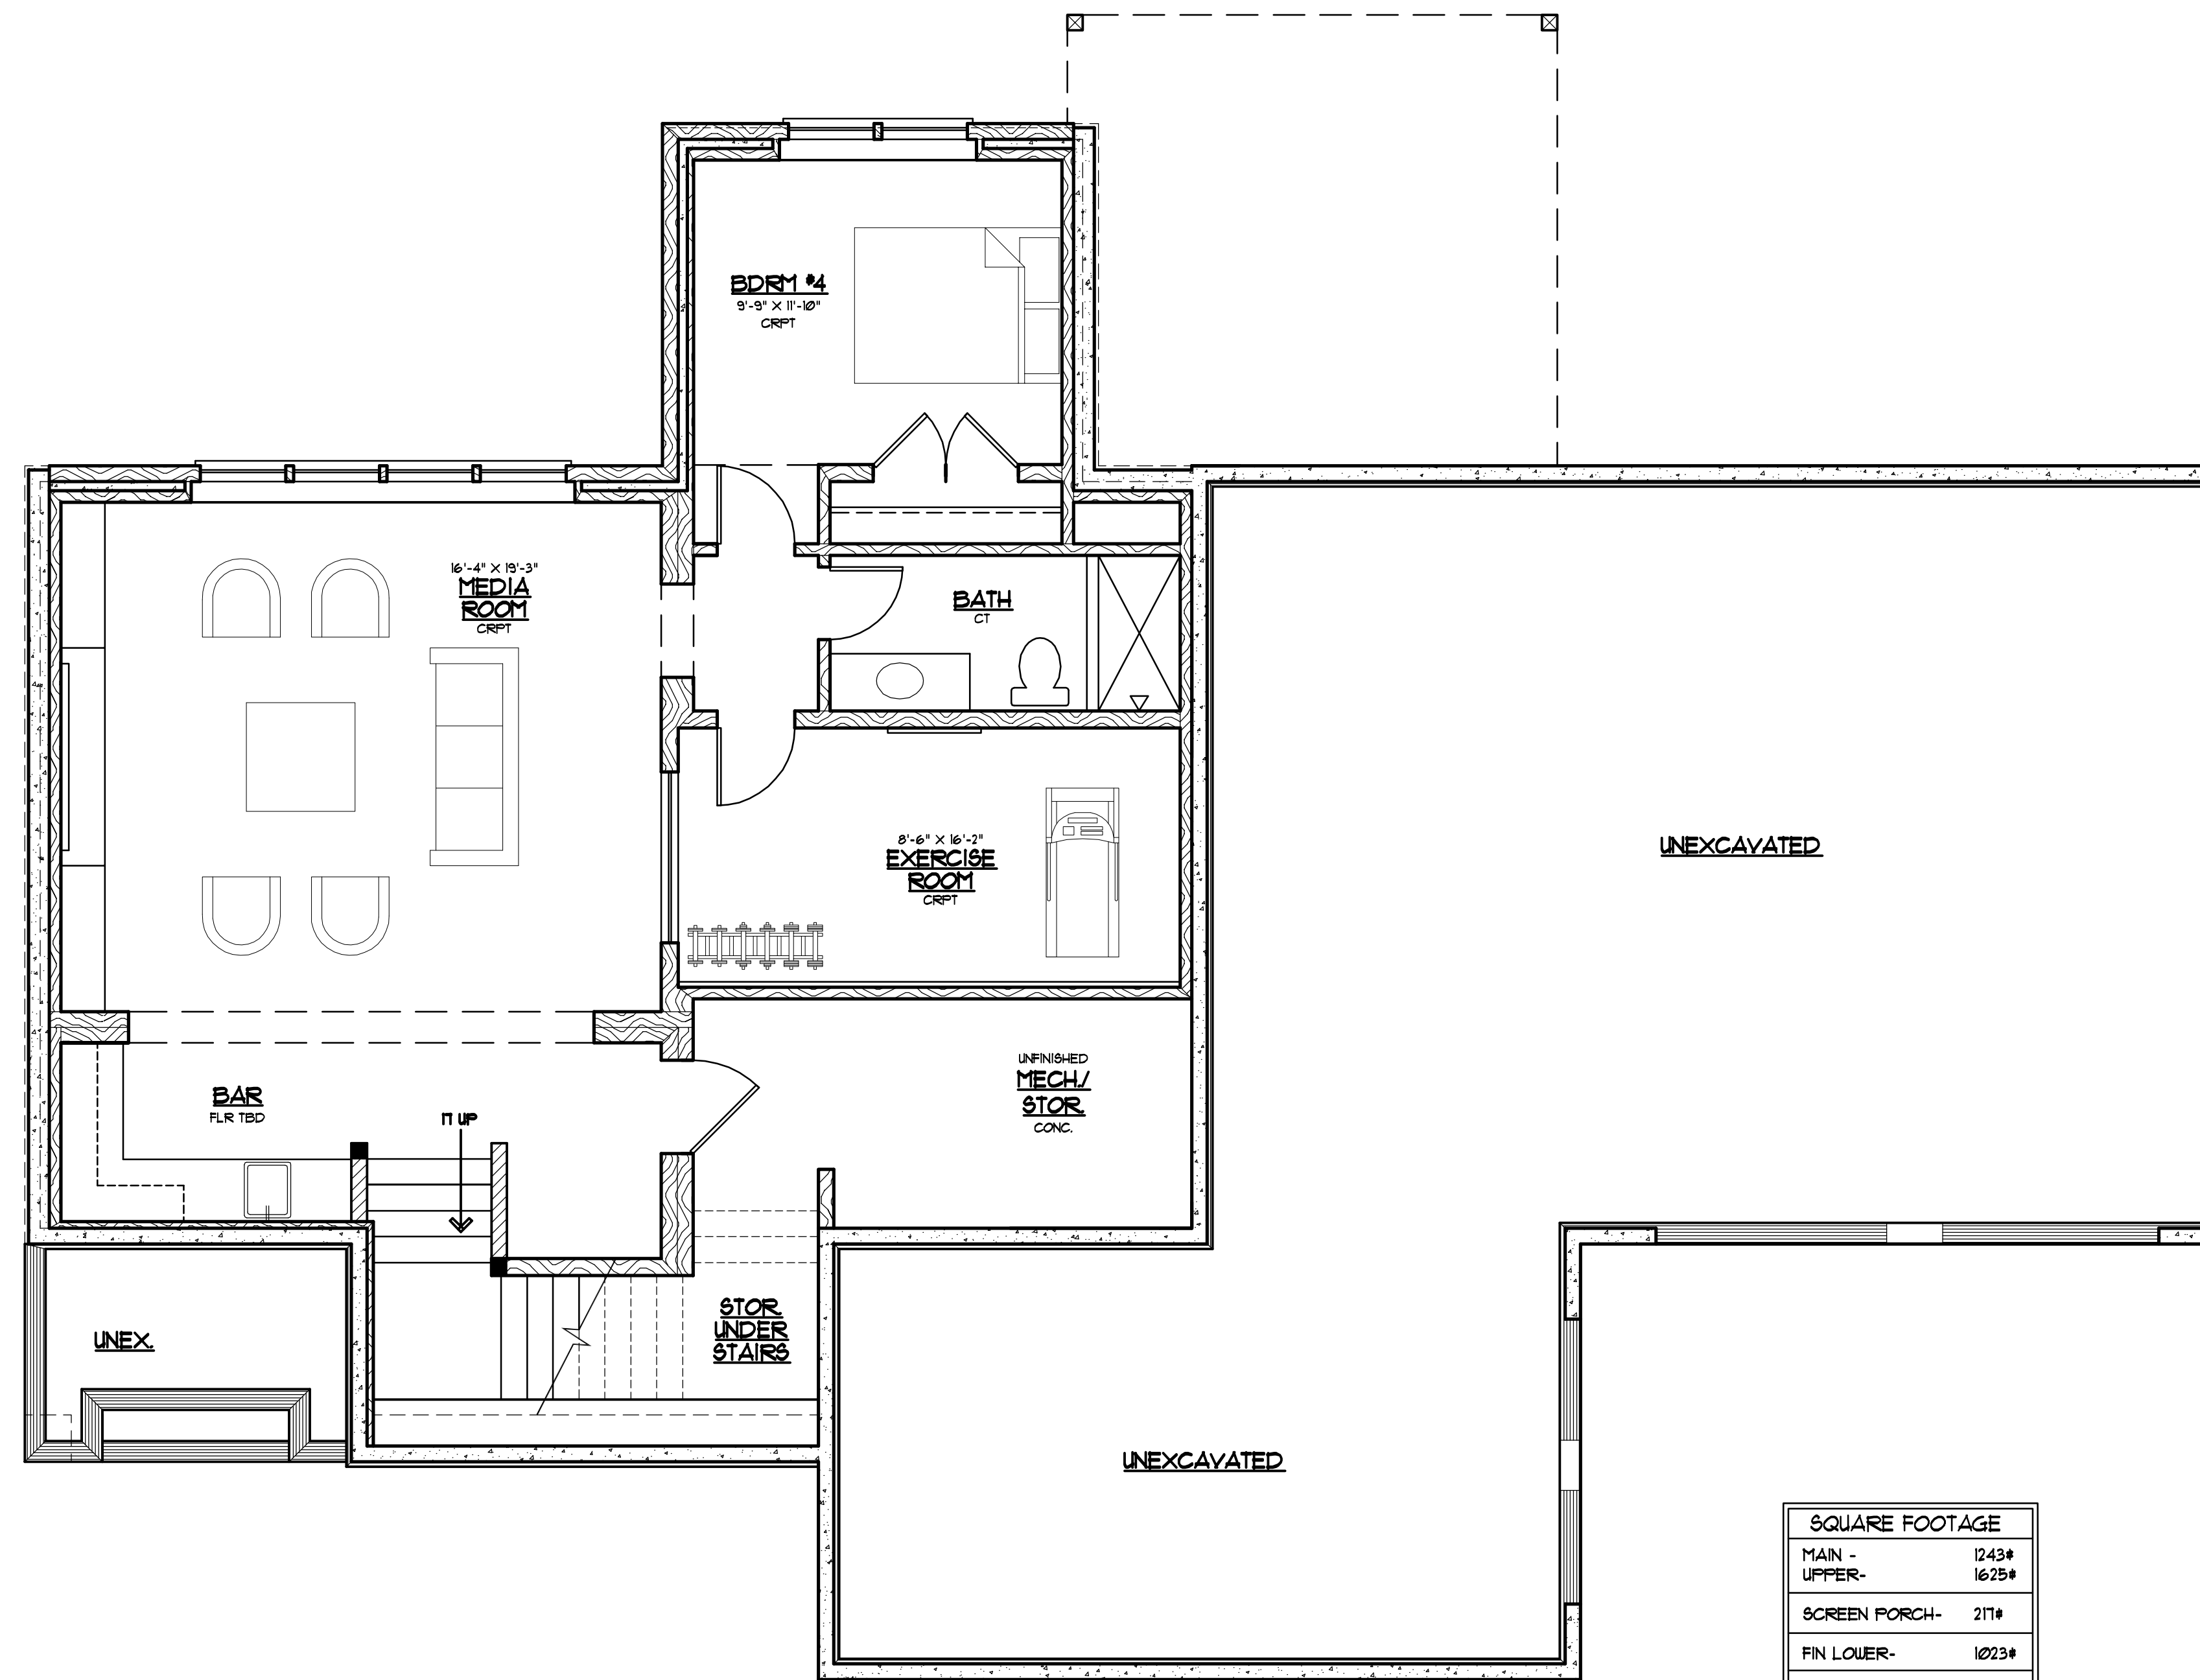 BDRM #4
9'-9" X 11'-10"
CRPT
16'-4" X 19'-3"
MEDIA
ROOM
CRPT
BATH
CT
8'-6" X 16'-2"
EXERCISE
ROOM
CRPT
UNEXCAVATED
UNFINISHED
MECH./
STOR.
CONC.
BAR
FLR TBD
17 UP
STOR
UNDER
STAIRS
UNEX.
UNEXCAVATED
SQUARE FOOTAGE
MAIN - 1243#
UPPER- 1625#
SCREEN PORCH- 217#
FIN LOWER- 1023#